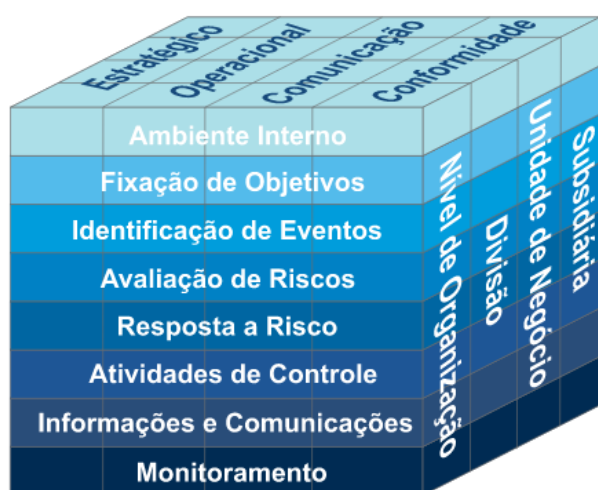 Estratégico
Operacional
Comunicação
Conformidade
Ambiente Interno
Fixação de Objetivos
Identificação de Eventos
Avaliação de Riscos
Resposta a Risco
Atividades de Controle
Informações e Comunicações
Monitoramento
Nível de Organização
Divisão
Unidade de Negócio
Subsidiária